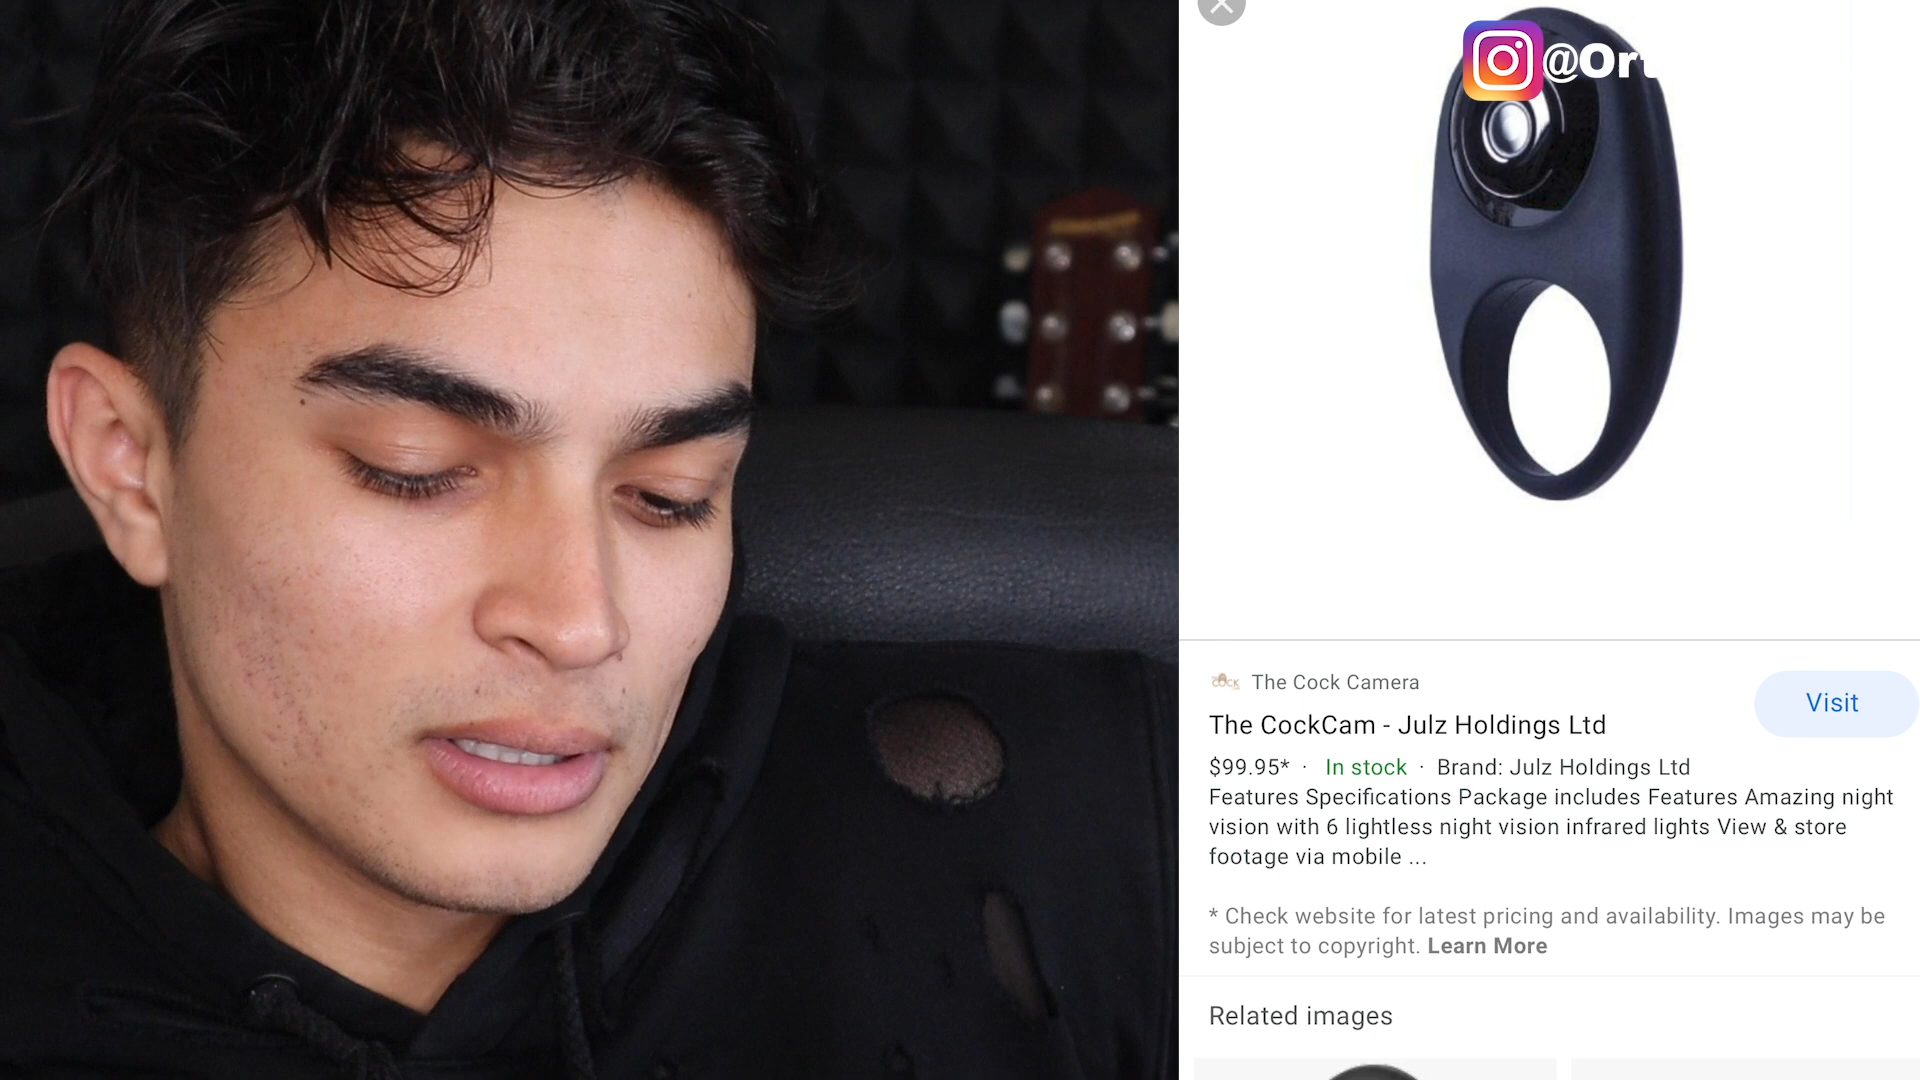 @Ort
The Cock Camera
Visit
The CockCam - Julz Holdings Ltd
$99.95* · In stock · Brand: Julz Holdings Ltd
Features Specifications Package includes Features Amazing night
vision with 6 lightless night vision infrared lights View & store
footage via mobile ...
* Check website for latest pricing and availability. Images may be
subject to copyright. Learn More
Related images